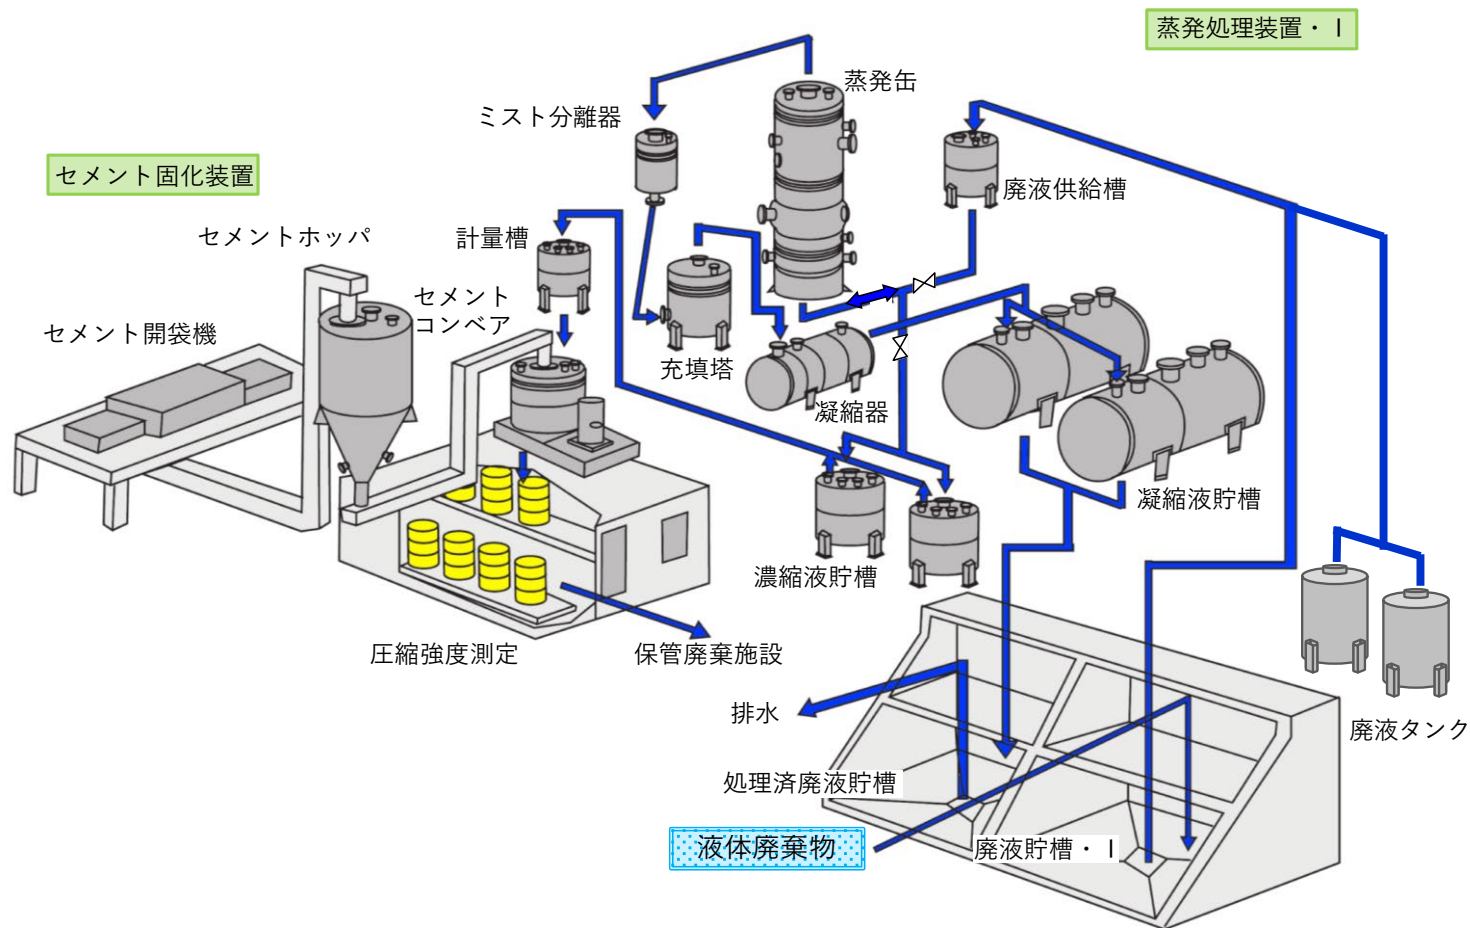 蒸発処理装置・Ⅰ
蒸発缶
ミスト分離器
セメント固化装置
廃液供給槽
セメントホッパ
計量槽
セメント
コンベア
セメント開袋機
充填塔
凝縮器
凝縮液貯槽
濃縮液貯槽
圧縮強度測定
保管廃棄施設
排水
廃液タンク
処理済廃液貯槽
液体廃棄物
廃液貯槽・Ⅰ